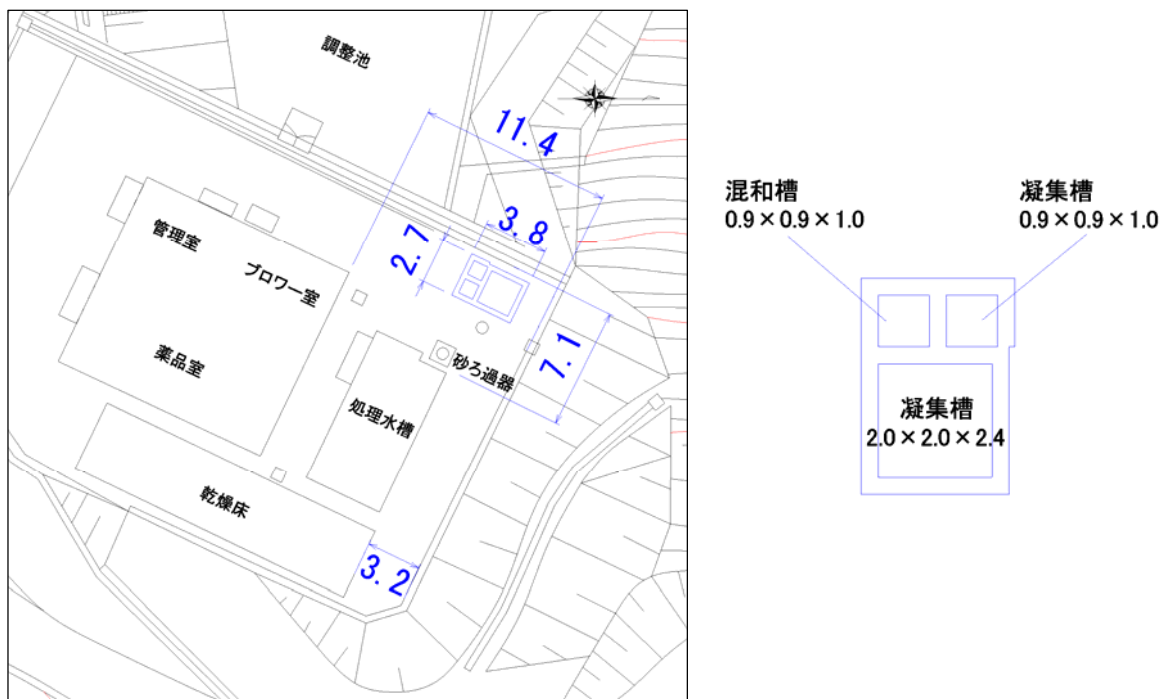 調整池
11.4
3.8
2.7
管理室
ブロワー室
薬品室
砂ろ過器
7.1
処理水槽
乾燥床
3.2
混和槽
0.9×0.9×1.0
凝集槽
0.9×0.9×1.0
凝集槽
2.0×2.0×2.4